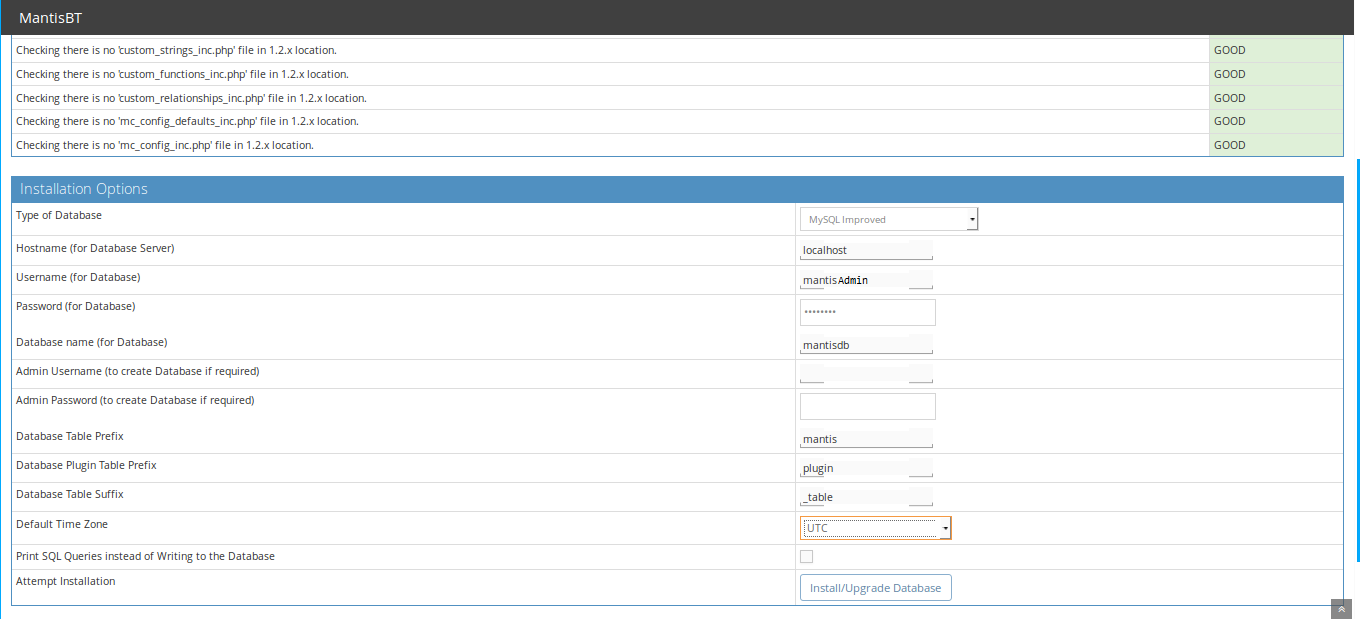 MantisBT
Checking there is no 'custom_strings_inc.php' file in 1.2.x location. GOOD
Checking there is no 'custom_functions_inc.php' file in 1.2.x location. GOOD
Checking there is no 'custom_relationships_inc.php' file in 1.2.x location. GOOD
Checking there is no 'mc_config_defaults_inc.php' file in 1.2.x location. GOOD
Checking there is no 'mc_config_inc.php' file in 1.2.x location. GOOD
Installation Options
Type of Database MySQL Improved
Hostname (for Database Server) localhost
Username (for Database) mantisAdmin
Password (for Database) ••••••••
Database name (for Database) mantisdb
Admin Username (to create Database if required)
Admin Password (to create Database if required)
Database Table Prefix mantis
Database Plugin Table Prefix plugin
Database Table Suffix _table
Default Time Zone UTC
Print SQL Queries instead of Writing to the Database
Attempt Installation Install/Upgrade Database